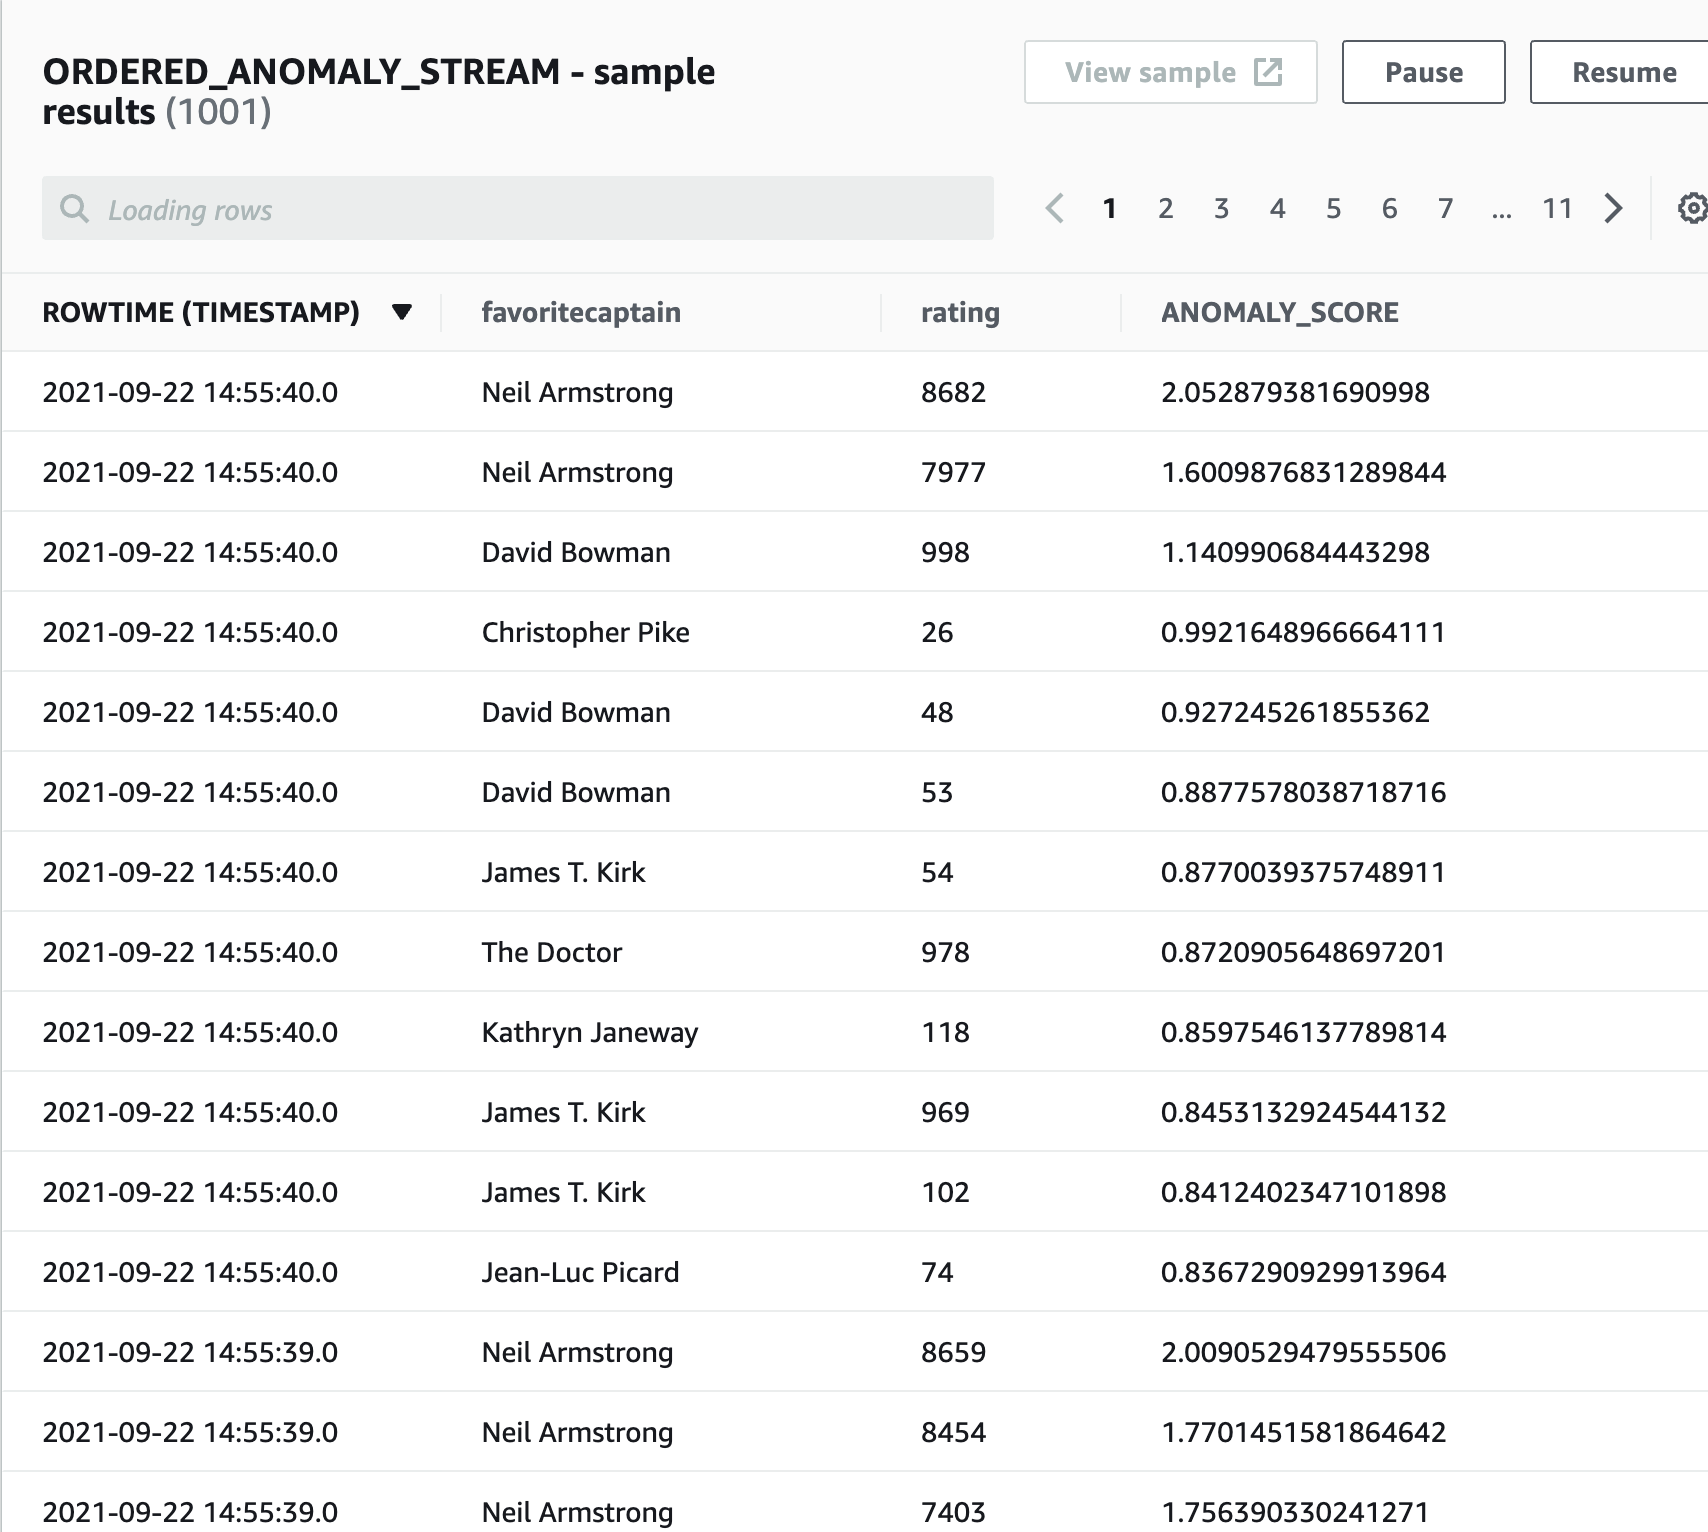 ORDERED_ANOMALY_STREAM - sample
results (1001)
View sample Pause Resume
Loading rows
1 2 3 4 5 6 7 ... 11
ROWTIME (TIMESTAMP) favoritecaptain rating ANOMALY_SCORE
2021-09-22 14:55:40.0 Neil Armstrong 8682 2.052879381690998
2021-09-22 14:55:40.0 Neil Armstrong 7977 1.6009876831289844
2021-09-22 14:55:40.0 David Bowman 998 1.140990684443298
2021-09-22 14:55:40.0 Christopher Pike 26 0.9921648966664111
2021-09-22 14:55:40.0 David Bowman 48 0.927245261855362
2021-09-22 14:55:40.0 David Bowman 53 0.8877578038718716
2021-09-22 14:55:40.0 James T. Kirk 54 0.8770039375748911
2021-09-22 14:55:40.0 The Doctor 978 0.8720905648697201
2021-09-22 14:55:40.0 Kathryn Janeway 118 0.8597546137789814
2021-09-22 14:55:40.0 James T. Kirk 969 0.8453132924544132
2021-09-22 14:55:40.0 James T. Kirk 102 0.8412402347101898
2021-09-22 14:55:40.0 Jean-Luc Picard 74 0.8367290929913964
2021-09-22 14:55:39.0 Neil Armstrong 8659 2.0090529479555506
2021-09-22 14:55:39.0 Neil Armstrong 8454 1.7701451581864642
2021-09-22 14:55:39.0 Neil Armstrong 7403 1.756390330241271